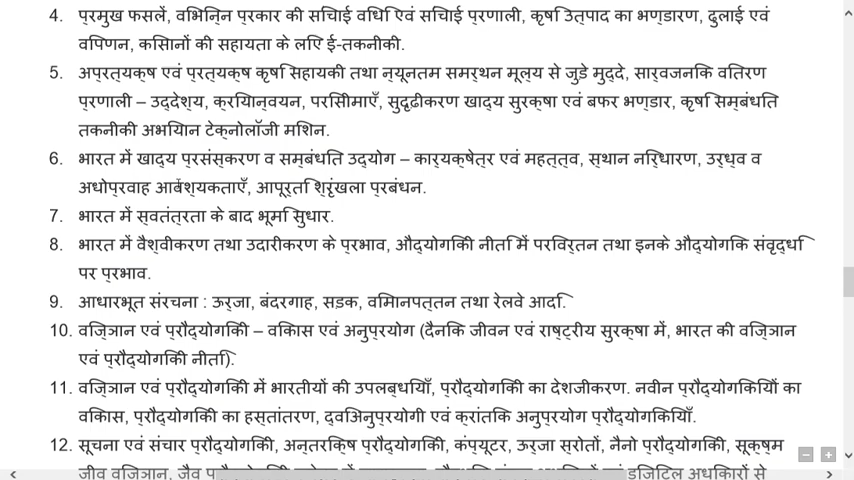 4. प्रमुख फसलें, विभिन्न प्रकार की सिंचाई विधि एवं सिंचाई प्रणाली, कृषि उत्पाद का भण्डारण, ढुलाई एवं
विपणन, किसानों की सहायता के लिए ई-तकनीकी.
5. अप्रत्यक्ष एवं प्रत्यक्ष कृषि सहायकी तथा न्यूनतम समर्थन मूल्य से जुडे मुद्दे, सार्वजनिक वितरण
प्रणाली – उद्देश्य, क्रियान्वयन, परिसीमाएँ, सुदृढीकरण खाद्य सुरक्षा एवं बफर भण्डार, कृषि सम्बंधित
तकनीकी अभियान टेक्नोलॉजी मिशन.
6. भारत में खाद्य प्रसंस्करण व सम्बंधित उद्योग – कार्यक्षेत्र एवं महत्त्व, स्थान निर्धारण, उर्ध्व व
अधोप्रवाह आवेश्यकताएँ, आपूर्ति श्रृंखला प्रबंधन.
7. भारत में स्वतंत्रता के बाद भूमि सुधार.
8. भारत में वैश्वीकरण तथा उदारीकरण के प्रभाव, औद्योगिकी नीति में परिवर्तन तथा इनके औद्योगिक संवृद्धि
पर प्रभाव.
9. आधारभूत संरचना : ऊर्जा, बंदरगाह, सडक, विमानपत्तन तथा रेलवे आदि.
10. विज्ञान एवं प्रौद्योगिकी – विकास एवं अनुप्रयोग (दैनिक जीवन एवं राष्ट्रीय सुरक्षा में, भारत की विज्ञान
एवं प्रौद्योगिकी नीति).
11. विज्ञान एवं प्रौद्योगिकी में भारतीयों की उपलब्धियाँ, प्रौद्योगिकी का देशजीकरण. नवीन प्रौद्योगिकियों का
विकास, प्रौद्योगिकी का हस्तांतरण, द्विअनुप्रयोगी एवं क्रांतिक अनुप्रयोग प्रौद्योगिकियाँ.
12. सूचना एवं संचार प्रौद्योगिकी, अन्तरिक्ष प्रौद्योगिकी, कंप्यूटर, ऊर्जा स्रोतों, नैनो प्रौद्योगिकी, सूक्ष्म
जीव विज्ञान, जैव डिजिटल अधिकारों से